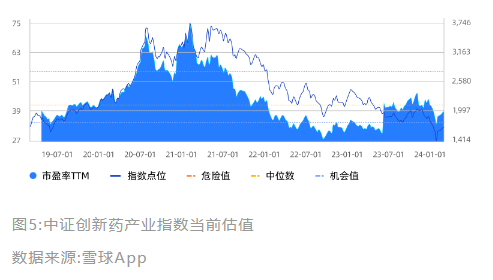 75 3,746
63 3,163
51 2,580
39 1,997
27 1,414
19-07-01 20-01-01 20-07-01 21-01-01 21-07-01 22-01-01 22-07-01 23-01-01 23-07-01 24-01-01
市盈率TTM 指数点位 危险值 中位数 机会值
图5:中证创新药产业指数当前估值
数据来源:雪球App